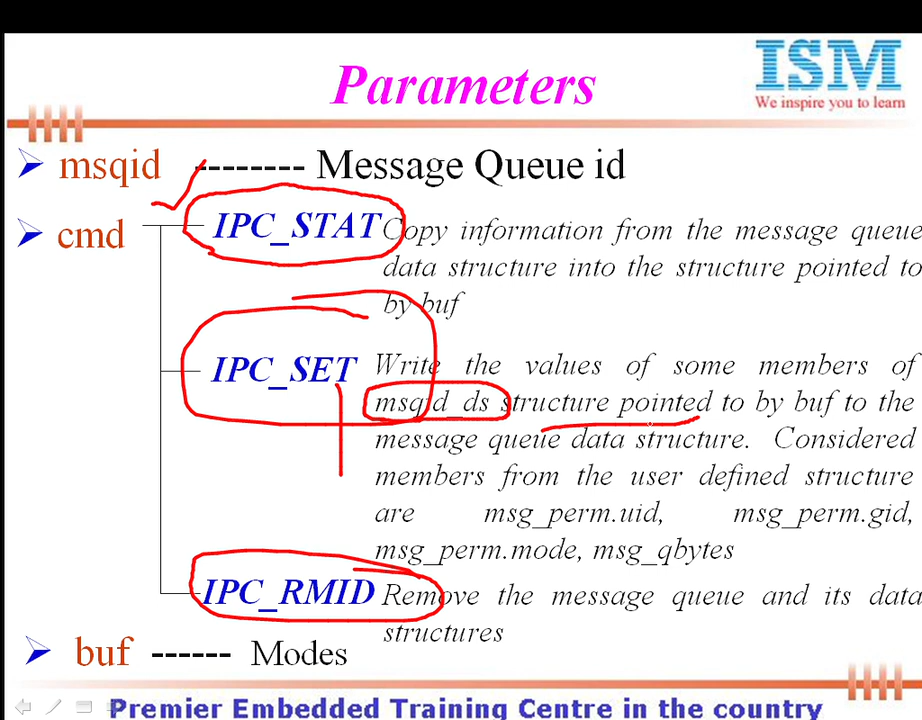 Parameters
ISM
We inspire you to learn
msqid -------- Message Queue id
cmd
IPC_STAT Copy information from the message queue
data structure into the structure pointed to
by buf
IPC_SET Write the values of some members of
msqid_ds structure pointed to by buf to the
message queue data structure. Considered
members from the user defined structure
are msg_perm.uid, msg_perm.gid,
msg_perm.mode, msg_qbytes
IPC_RMID Remove the message queue and its data
structures
buf ------ Modes
Premier Embedded Training Centre in the country